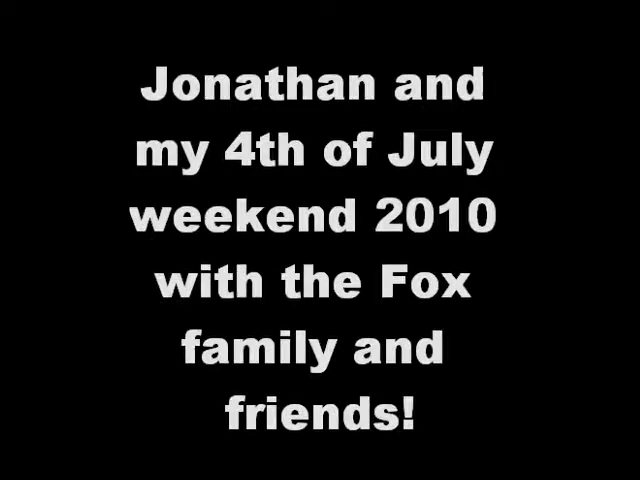 Jonathan and
my 4th of July
weekend 2010
with the Fox
family and
friends!